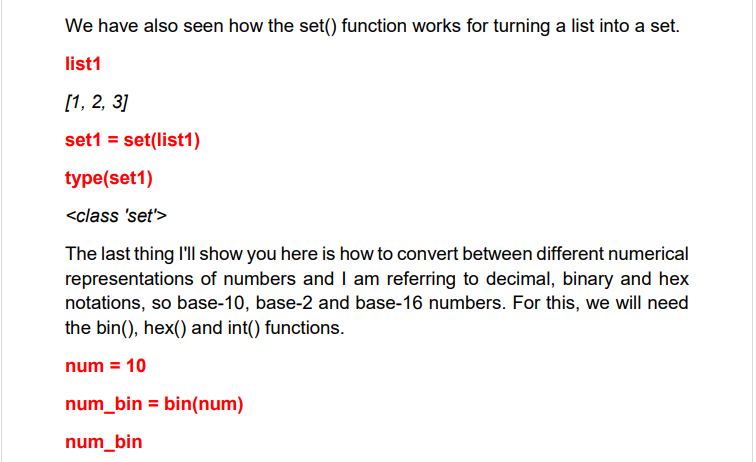 We have also seen how the set() function works for turning a list into a set.
list1
[1, 2, 3]
set1 = set(list1)
type(set1)
<class 'set'>
The last thing I'll show you here is how to convert between different numerical
representations of numbers and I am referring to decimal, binary and hex
notations, so base-10, base-2 and base-16 numbers. For this, we will need
the bin(), hex() and int() functions.
num = 10
num_bin = bin(num)
num_bin